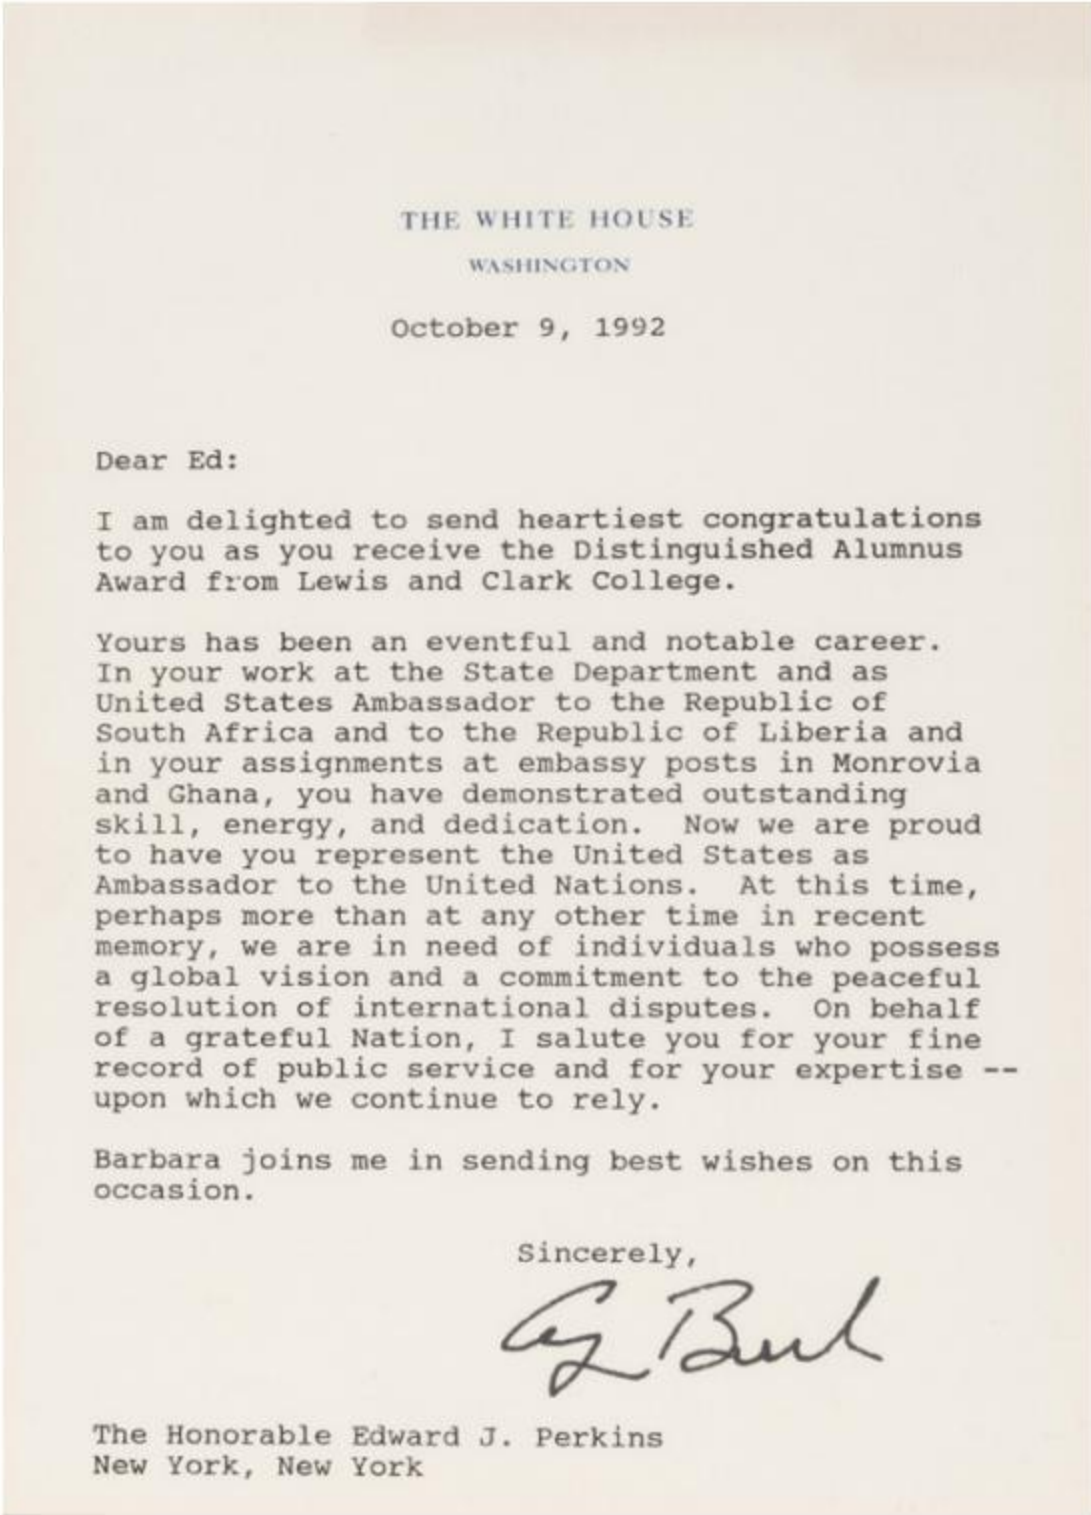 THE WHITE HOUSE
WASHINGTON
October 9, 1992
Dear Ed:
I am delighted to send heartiest congratulations
to you as you receive the Distinguished Alumnus
Award from Lewis and Clark College.
Yours has been an eventful and notable career.
In your work at the State Department and as
United States Ambassador to the Republic of
South Africa and to the Republic of Liberia and
in your assignments at embassy posts in Monrovia
and Ghana, you have demonstrated outstanding
skill, energy, and dedication.  Now we are proud
to have you represent the United States as
Ambassador to the United Nations.  At this time,
perhaps more than at any other time in recent
memory, we are in need of individuals who possess
a global vision and a commitment to the peaceful
resolution of international disputes.  On behalf
of a grateful Nation, I salute you for your fine
record of public service and for your expertise --
upon which we continue to rely.
Barbara joins me in sending best wishes on this
occasion.
Sincerely,
Bush
The Honorable Edward J. Perkins
New York, New York